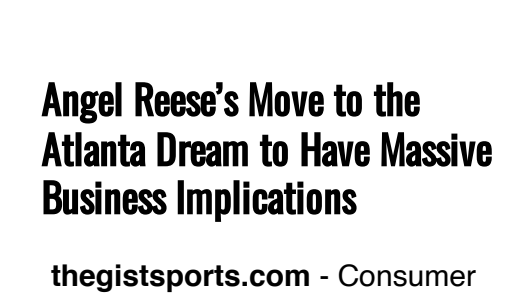 Angel Reese’s Move to the
Atlanta Dream to Have Massive
Business Implications
thegistsports.com - Consumer